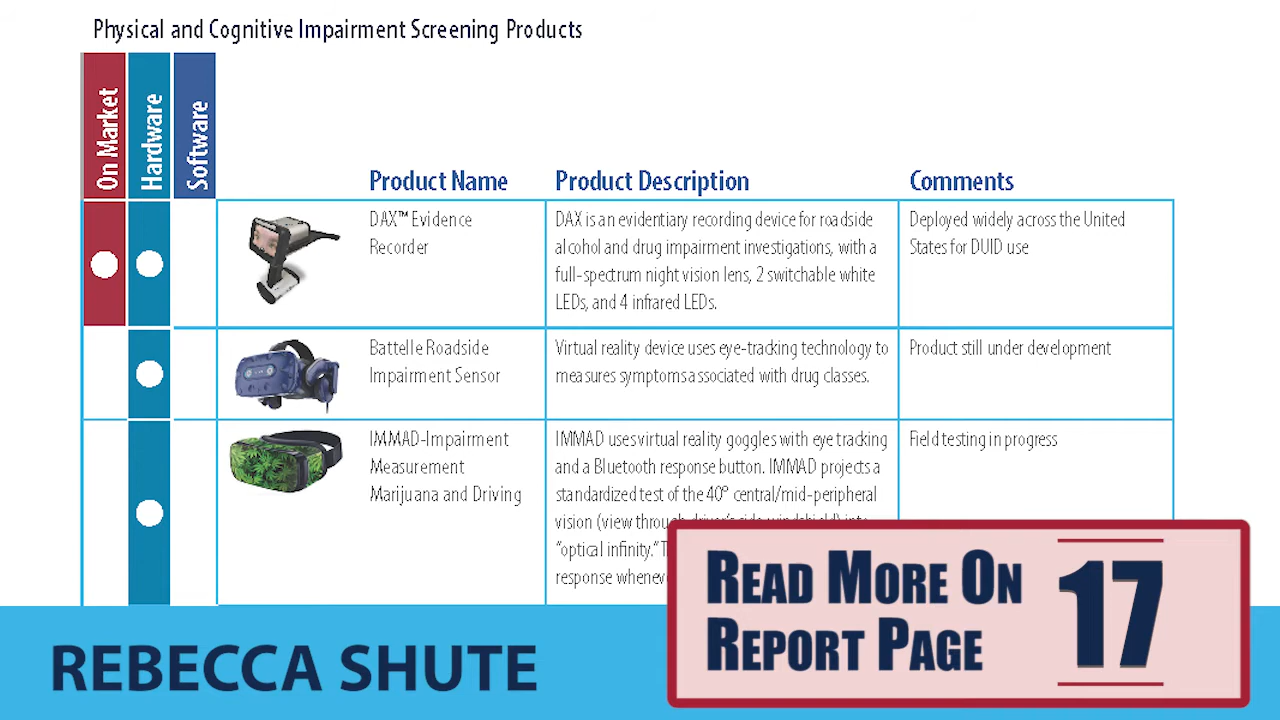 Physical and Cognitive Impairment Screening Products
On Market
Hardware
Software
Product Name
Product Description
Comments
DAX™ Evidence
Recorder
DAX is an evidentiary recording device for roadside
alcohol and drug impairment investigations, with a
full-spectrum night vision lens, 2 switchable white
LEDs, and 4 infrared LEDs.
Deployed widely across the United
States for DUID use
Battelle Roadside
Impairment Sensor
Virtual reality device uses eye-tracking technology to
measures symptoms associated with drug classes.
Product still under development
IMMAD-Impairment
Measurement
Marijuana and Driving
IMMAD uses virtual reality goggles with eye tracking
and a Bluetooth response button. IMMAD projects a
standardized test of the 40° central/mid-peripheral
vision (view through driver's side windshield) into
"optical infinity."
response
Field testing in progress
READ MORE ON
REPORT PAGE
17
REBECCA SHUTE